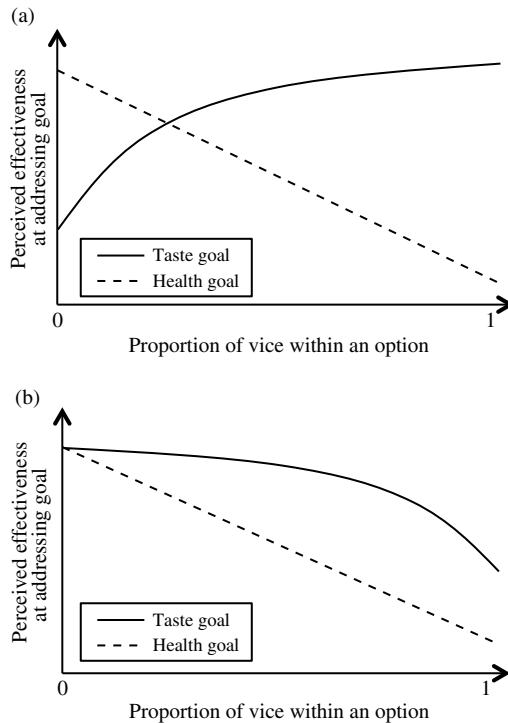 (a)
Perceived effectiveness
at addressing goal
Taste goal
Health goal
0
1
Proportion of vice within an option
(b)
Perceived effectiveness
at addressing goal
Taste goal
Health goal
0
1
Proportion of vice within an option